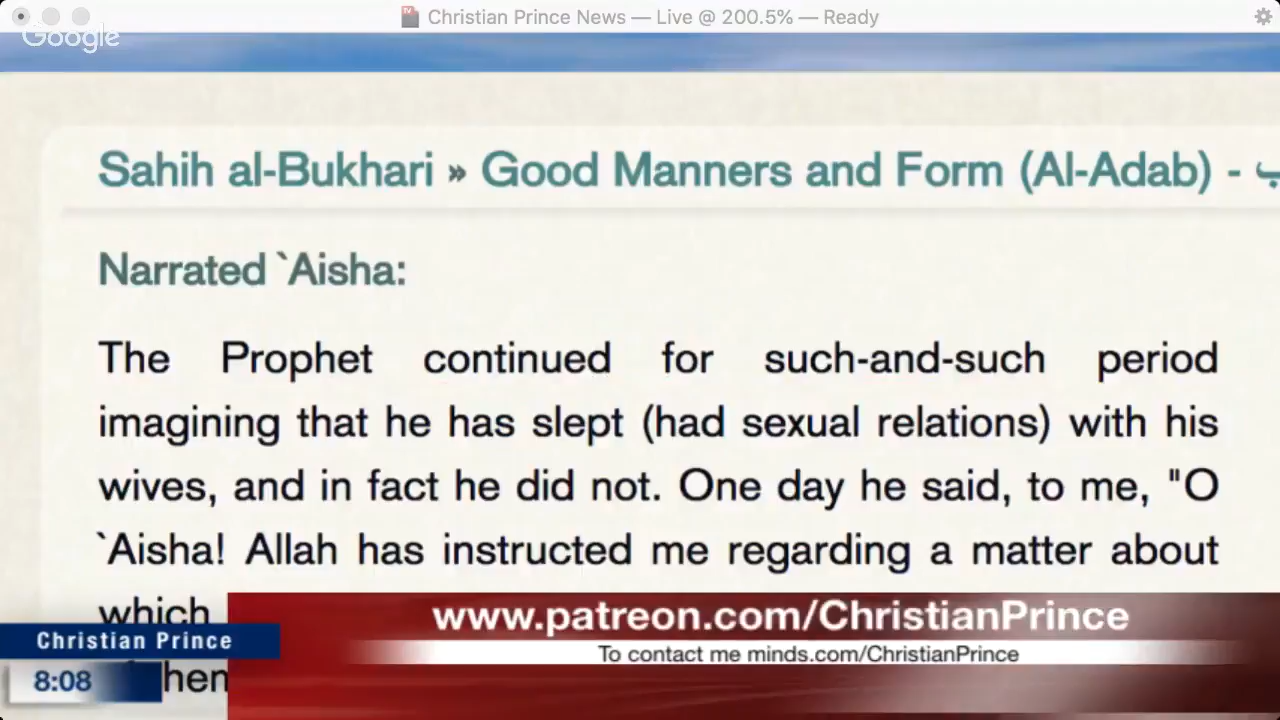 Christian Prince News — Live @ 200.5% — Ready
Google
Sahih al-Bukhari » Good Manners and Form (Al-Adab) -
Narrated `Aisha:
The Prophet continued for such-and-such period
imagining that he has slept (had sexual relations) with his
wives, and in fact he did not. One day he said, to me, "O
`Aisha! Allah has instructed me regarding a matter about
which
www.patreon.com/ChristianPrince
Christian Prince
To contact me minds.com/ChristianPrince
8:08